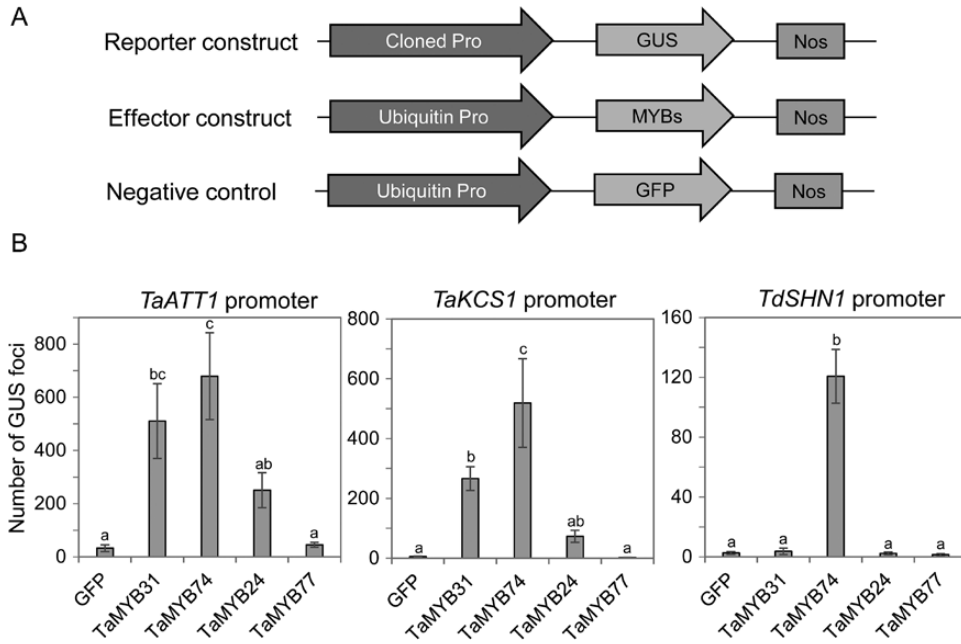 A
Reporter construct Cloned Pro GUS Nos
Effector construct Ubiquitin Pro MYBs Nos
Negative control Ubiquitin Pro GFP Nos
B
TaATT1 promoter
Number of GUS foci
800
600
400
200
0
a
bc
c
ab
a
GFP
TaMYB31
TaMYB74
TaMYB24
TaMYB77
TaKCS1 promoter
800
600
400
200
0
a
b
c
ab
a
GFP
TaMYB31
TaMYB74
TaMYB24
TaMYB77
TdSHN1 promoter
160
120
80
40
0
a
a
b
a
a
GFP
TaMYB31
TaMYB74
TaMYB24
TaMYB77